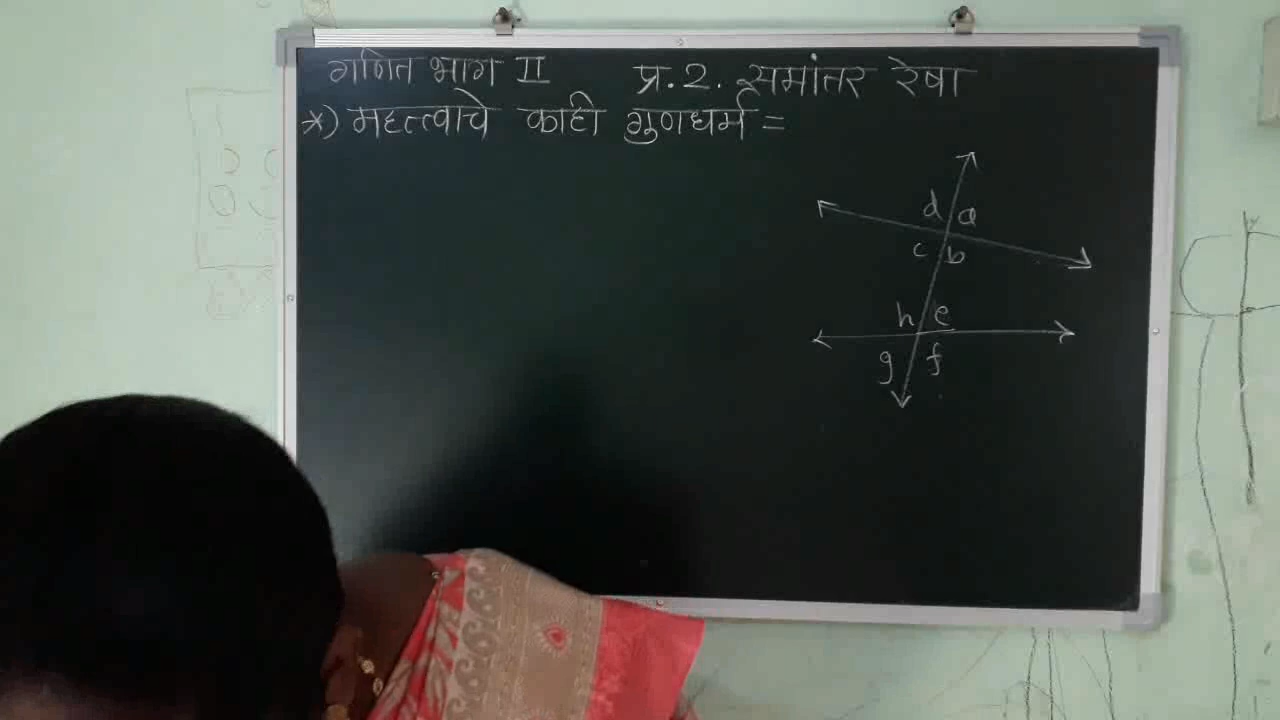 गणित भाग II प्र.2. समांतर रेषा
*) महत्त्वाचे काही गुणधर्म =
d a
c b
h e
g f